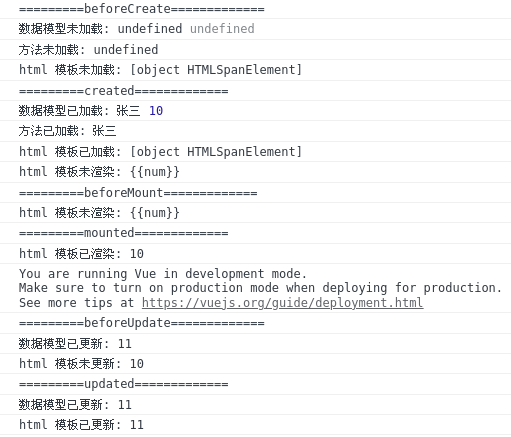 =========beforeCreate=============
数据模型未加载: undefined undefined
方法未加载: undefined
html 模板未加载: [object HTMLSpanElement]
=========created=============
数据模型已加载: 张三 10
方法已加载: 张三
html 模板已加载: [object HTMLSpanElement]
html 模板未渲染: {{num}}
=========beforeMount=============
html 模板未渲染: {{num}}
=========mounted=============
html 模板已渲染: 10
You are running Vue in development mode.
Make sure to turn on production mode when deploying for production.
See more tips at https://vuejs.org/guide/deployment.html
=========beforeUpdate=============
数据模型已更新: 11
html 模板未更新: 10
=========updated=============
数据模型已更新: 11
html 模板已更新: 11